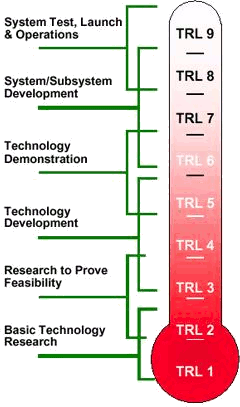 System Test, Launch
& Operations
TRL 9
System/Subsystem
Development
TRL 8
TRL 7
Technology
Demonstration
TRL 6
TRL 5
Technology
Development
TRL 4
Research to Prove
Feasibility
TRL 3
Basic Technology
Research
TRL 2
TRL 1